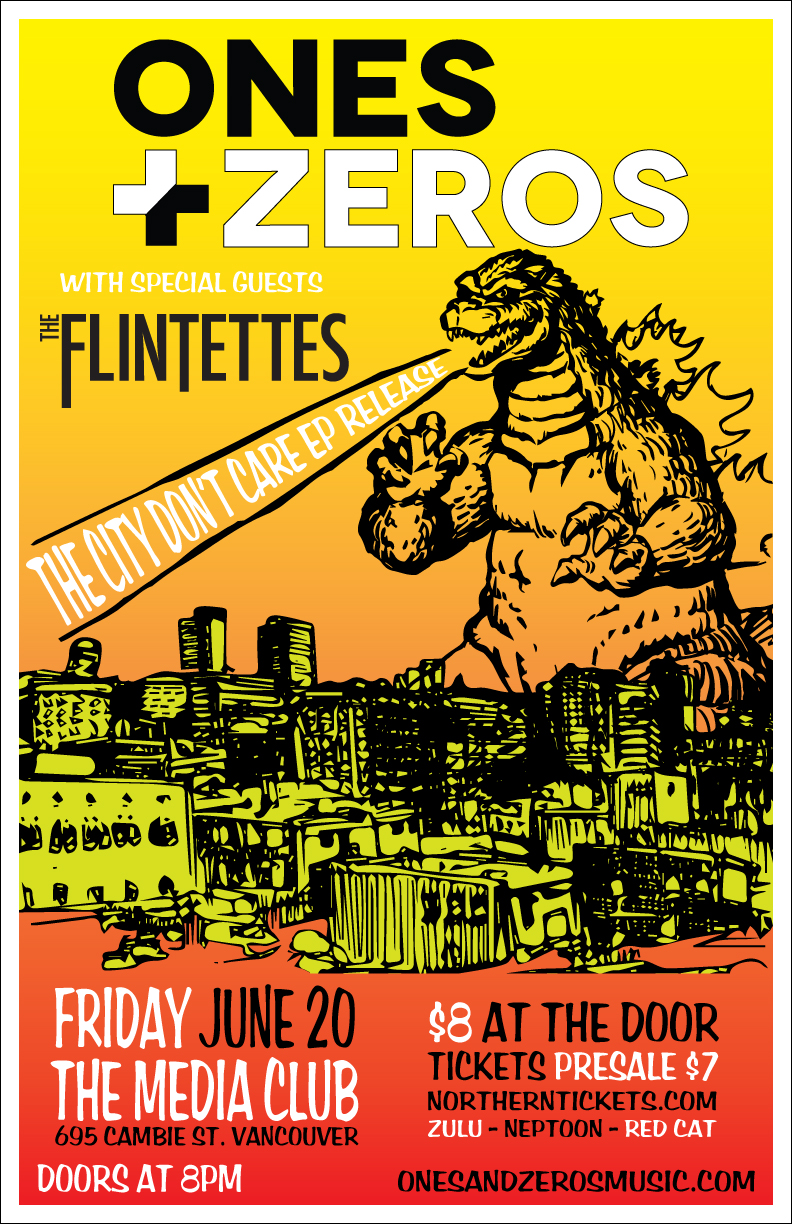 ONES
+ZEROS
WITH SPECIAL GUESTS
THE FLINTETTES
THE CITY DON'T CARE EP RELEASE
FRIDAY JUNE 20
THE MEDIA CLUB
695 CAMBIE ST. VANCOUVER
DOORS AT 8PM
$8 AT THE DOOR
TICKETS PRESALE $7
NORTHERNTICKETS.COM
ZULU - NEPTOON - RED CAT
ONESANDZEROSMUSIC.COM